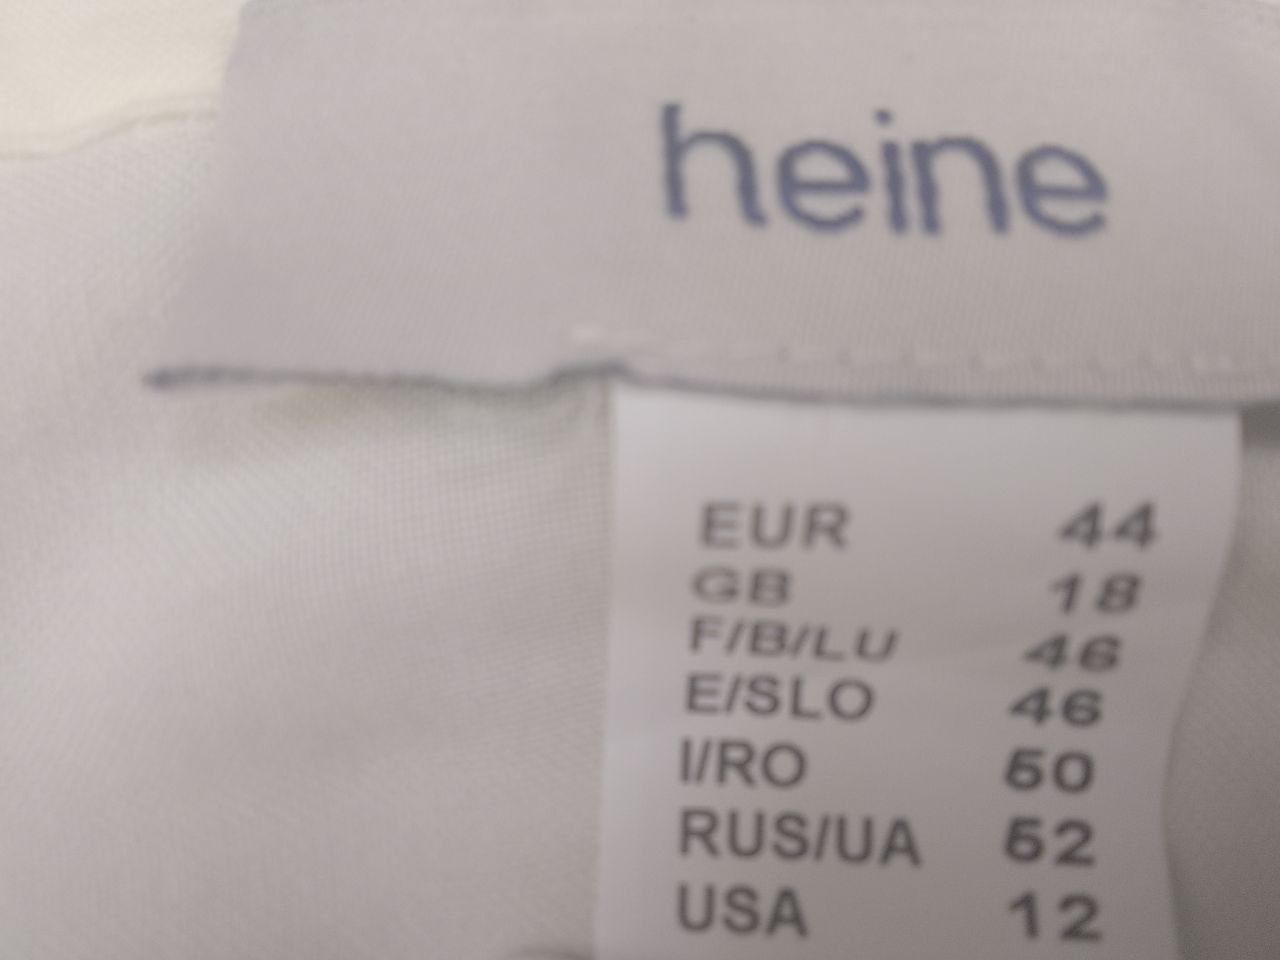 heine
EUR 44
GB 18
F/B/LU 46
E/SLO 46
I/RO 50
RUS/UA 52
USA 12